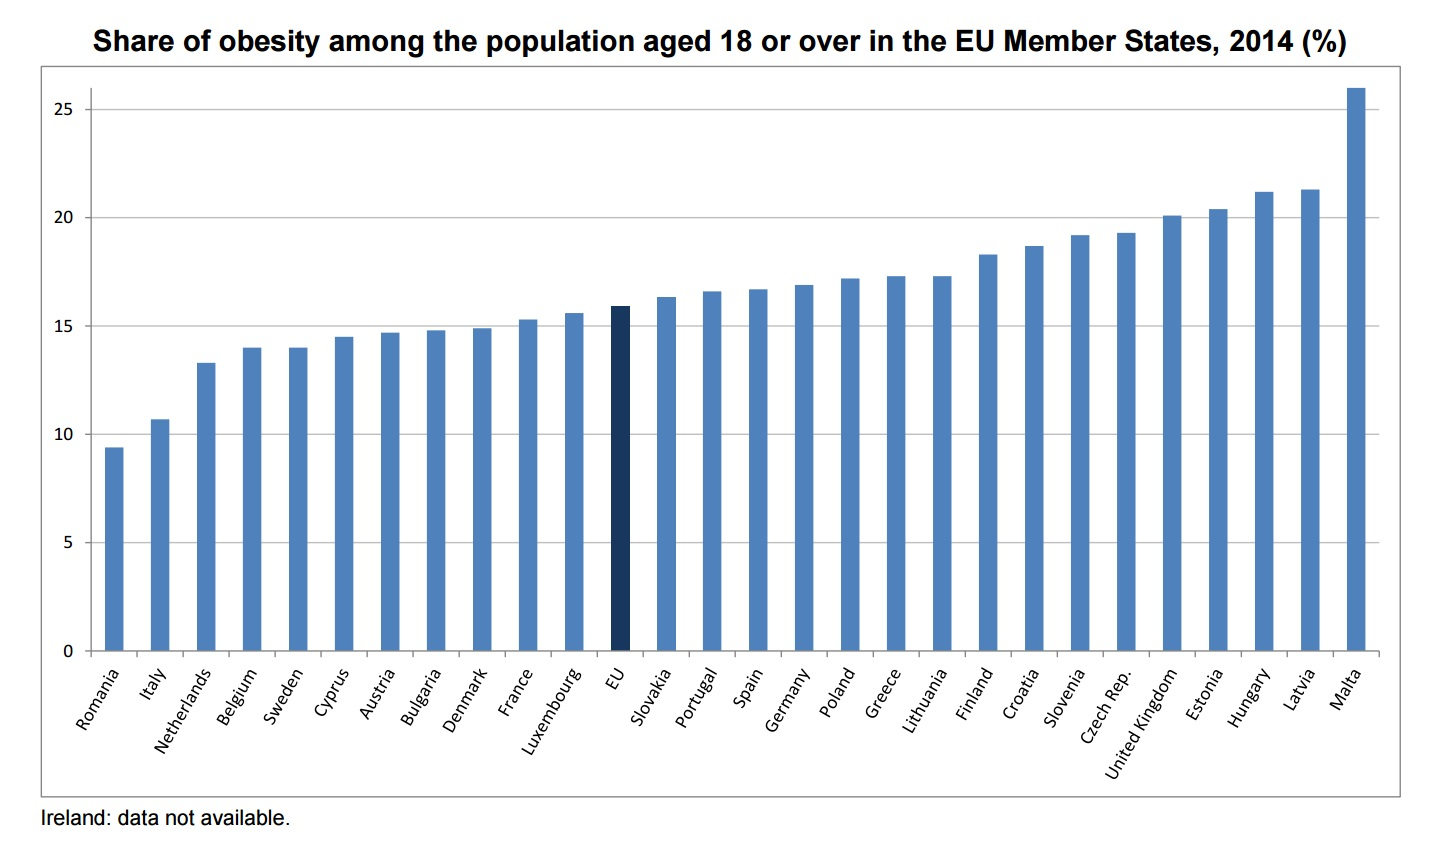 Share of obesity among the population aged 18 or over in the EU Member States, 2014 (%)
25
20
15
10
5
0
Romania
Italy
Netherlands
Belgium
Sweden
Cyprus
Austria
Bulgaria
Denmark
France
Luxembourg
EU
Slovakia
Portugal
Spain
Germany
Poland
Greece
Lithuania
Finland
Croatia
Slovenia
Czech Rep.
United Kingdom
Estonia
Hungary
Latvia
Malta
Ireland: data not available.